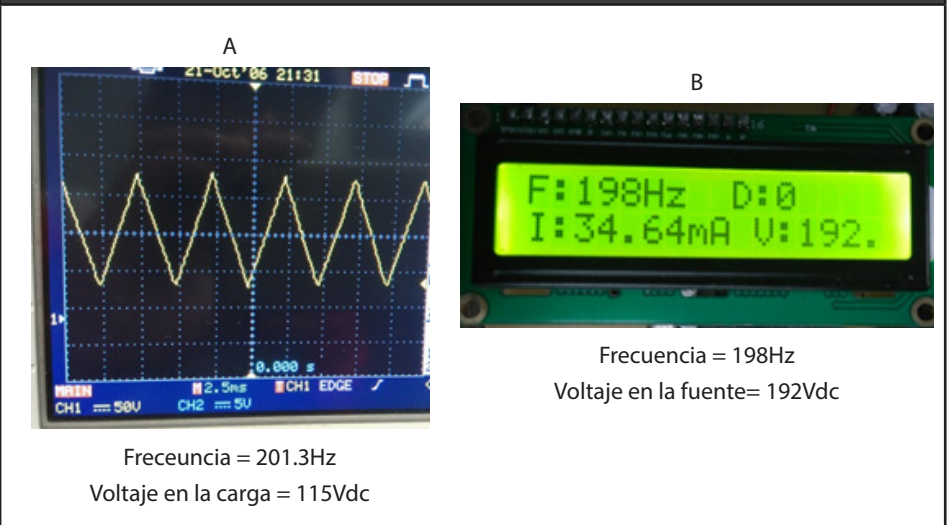 A
21-Oct'06 21:31 STOP
1
0.000 s
MAIN M 2.5ms T CH1 EDGE
CH1 50V CH2 5V
Freceuncia = 201.3Hz
Voltaje en la carga = 115Vdc
B
16
F:198Hz D:0
I:34.64mA V:192.
Frecuencia = 198Hz
Voltaje en la fuente= 192Vdc